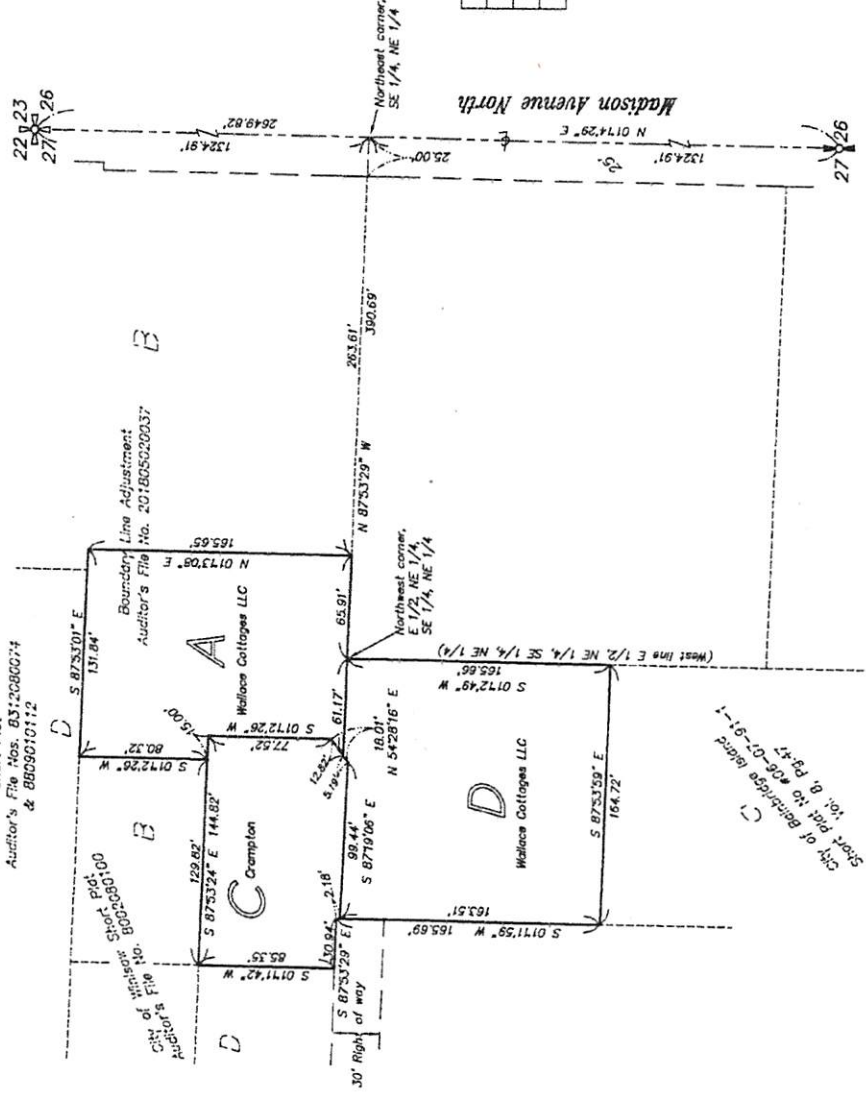 Auditor's File Nos. 8312080074
& 8809010112
22 23
27 26
Northeast corner,
SE 1/4, NE 1/4
Madison Avenue North
N 01°14'29" E
2649.82'
1324.91'
1324.91'
25.00'
25'
27 26
D
B
Boundary Line Adjustment
Auditor's File No. 201805020037
S 87°53'01" E
131.84'
N 01°13'08" E
165.65'
A
Wallace Cottages LLC
S 01°12'26" W
80.32'
15.00'
S 01°12'26" W
77.52'
263.61'
390.69'
N 87°53'29" W
65.91'
61.17'
Northwest corner,
E 1/2, NE 1/4,
SE 1/4, NE 1/4
City of Winslow Short Plat
Auditor's File No. 8002080100
B
D
129.82'
S 87°53'24" E 144.82'
C
Crampton
85.35'
S 01°11'42" W
30.94'
2.18'
S 87°53'29" E
30' Right of way
12.82'
5.19'
18.01'
N 54°28'16" E
99.44'
S 87°19'06" E
D
Wallace Cottages LLC
163.51'
S 01°11'59" W 165.69'
S 01°12'49" W
165.66'
(West line E 1/2, NE 1/4, SE 1/4, NE 1/4)
S 87°53'59" E
164.72'
City of Bainbridge Island
Short Plat No #06-07-91-1
Vol. 8, Pg.47
C